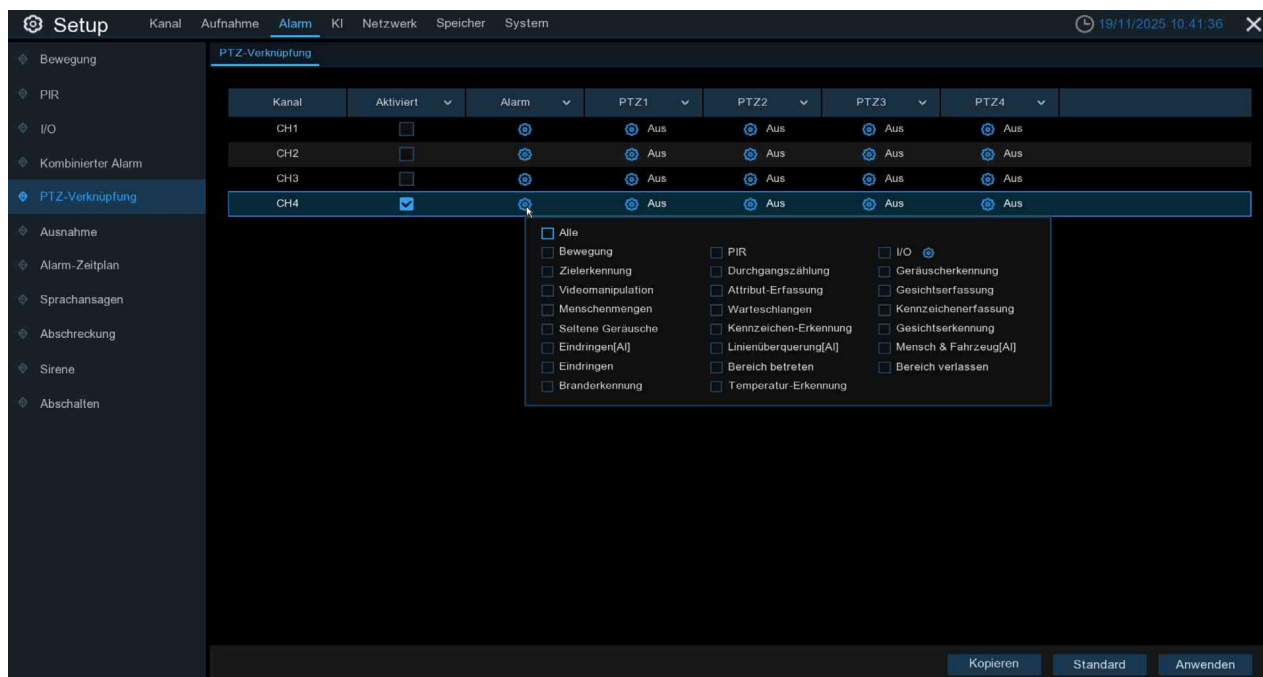 Setup Kanal Aufnahme Alarm KI Netzwerk Speicher System 19/11/2025 10:41:36
Bewegung
PIR
I/O
Kombinierter Alarm
PTZ-Verknüpfung
Ausnahme
Alarm-Zeitplan
Sprachansagen
Abschreckung
Sirene
Abschalten
PTZ-Verknüpfung
Kanal Aktiviert Alarm PTZ1 PTZ2 PTZ3 PTZ4
CH1 Aus Aus Aus Aus
CH2 Aus Aus Aus Aus
CH3 Aus Aus Aus Aus
CH4 Aus Aus Aus Aus
Alle
Bewegung PIR I/O
Zielerkennung Durchgangszählung Geräuscherkennung
Videomanipulation Attribut-Erfassung Gesichtserfassung
Menschenmengen Warteschlangen Kennzeichenerfassung
Seltene Geräusche Kennzeichen-Erkennung Gesichtserkennung
Eindringen[AI] Linienüberquerung[AI] Mensch & Fahrzeug[AI]
Eindringen Bereich betreten Bereich verlassen
Branderkennung Temperatur-Erkennung
Kopieren Standard Anwenden